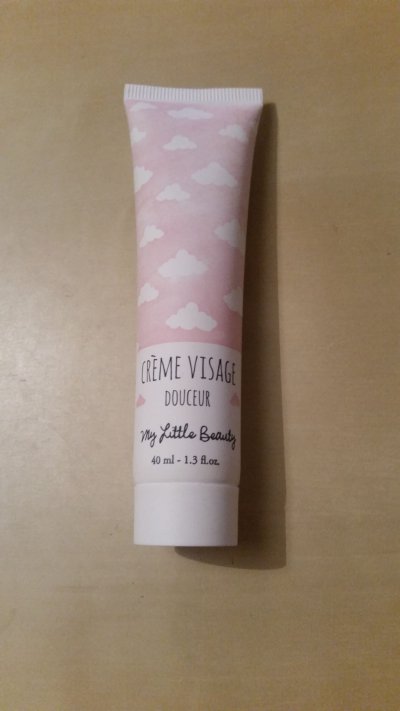 CRÈME VISAGE
DOUCEUR
My Little Beauty
40 ml - 1.3 fl.oz.